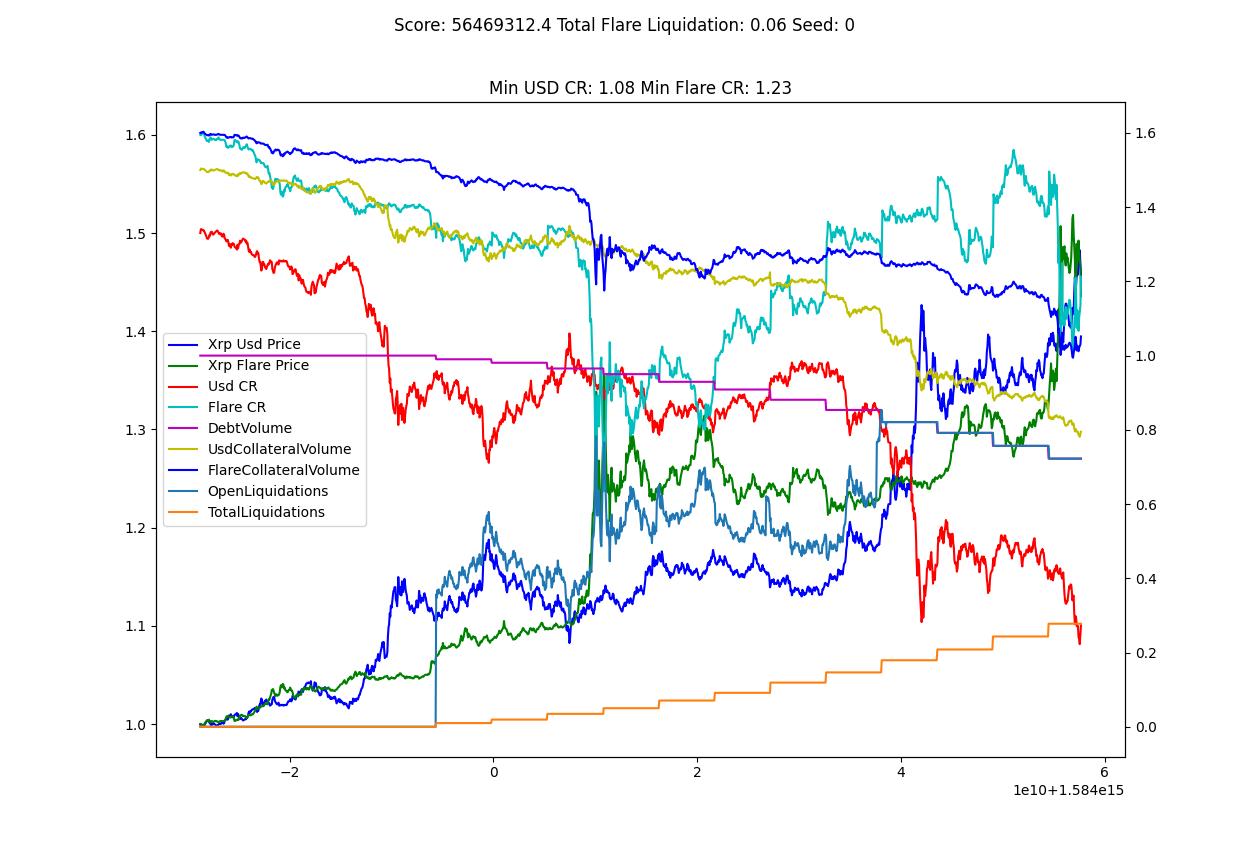 Score: 56469312.4 Total Flare Liquidation: 0.06 Seed: 0
Min USD CR: 1.08 Min Flare CR: 1.23
1.6
1.5
1.4
1.3
1.2
1.1
1.0
1.6
1.4
1.2
1.0
0.8
0.6
0.4
0.2
0.0
Xrp Usd Price
Xrp Flare Price
Usd CR
Flare CR
DebtVolume
UsdCollateralVolume
FlareCollateralVolume
OpenLiquidations
TotalLiquidations
−2 0 2 4 6
1e10+1.584e15